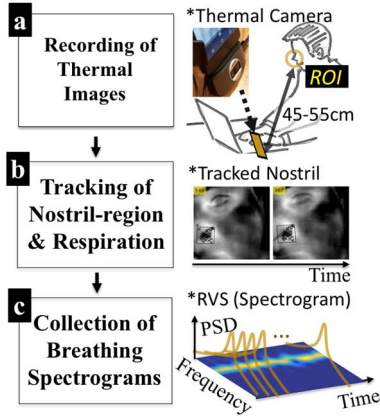 a
Recording of
Thermal
Images
*Thermal Camera
ROI
45-55cm
b
Tracking of
Nostril-region
& Respiration
*Tracked Nostril
Time
c
Collection of
Breathing
Spectrograms
*RVS (Spectrogram)
PSD
...
Frequency
Time